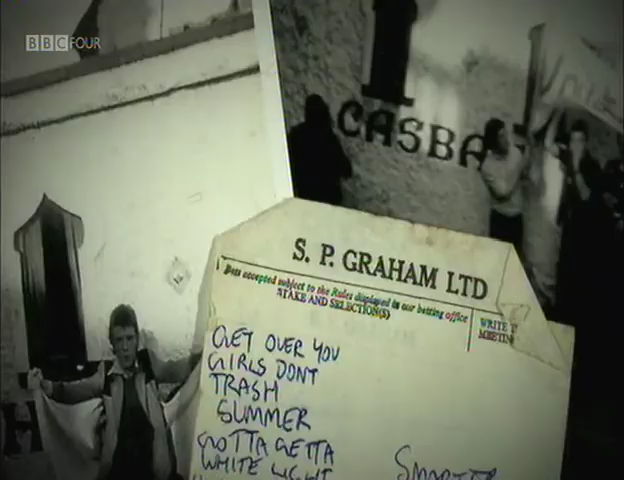 BBC FOUR
CASBA
S. P. GRAHAM LTD
Bets accepted subject to the Rules displayed in our betting office
STAKE AND SELECTION(S)
WRITE
MEETIN
GET OVER YOU
GIRLS DONT
TRASH
SUMMER
GOTTA GETTA
WHITE LIGHT
SMARTER